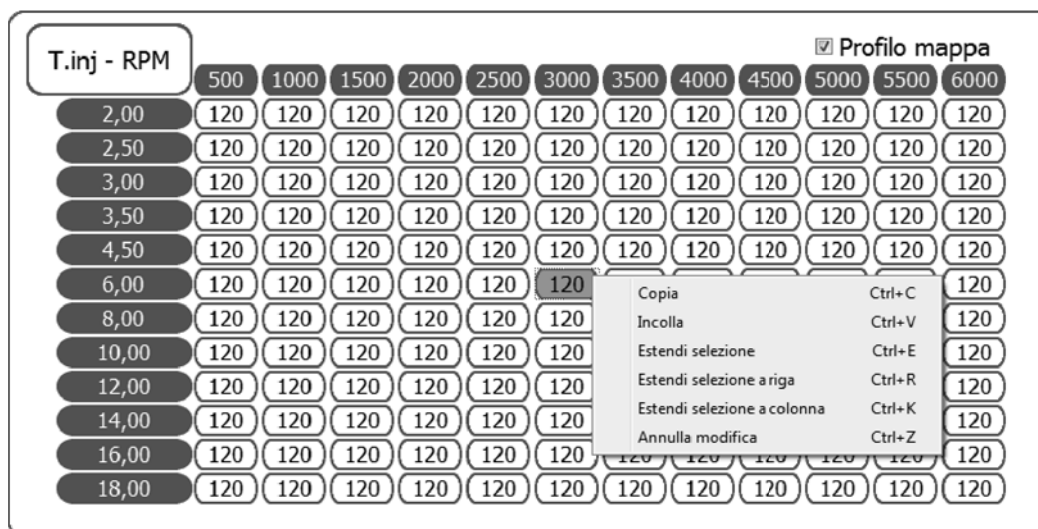 T.inj - RPM
Profilo mappa
500 1000 1500 2000 2500 3000 3500 4000 4500 5000 5500 6000
2,00 120 120 120 120 120 120 120 120 120 120 120 120
2,50 120 120 120 120 120 120 120 120 120 120 120 120
3,00 120 120 120 120 120 120 120 120 120 120 120 120
3,50 120 120 120 120 120 120 120 120 120 120 120 120
4,50 120 120 120 120 120 120 120 120 120 120 120 120
6,00 120 120 120 120 120 120 120
Copia Ctrl+C
8,00 120 120 120 120 120 120 120
Incolla Ctrl+V
10,00 120 120 120 120 120 120 120
Estendi selezione Ctrl+E
12,00 120 120 120 120 120 120 120
Estendi selezione a riga Ctrl+R
14,00 120 120 120 120 120 120 120
Estendi selezione a colonna Ctrl+K
16,00 120 120 120 120 120 120 120 120 120 120 120 120
Annulla modifica Ctrl+Z
18,00 120 120 120 120 120 120 120 120 120 120 120 120